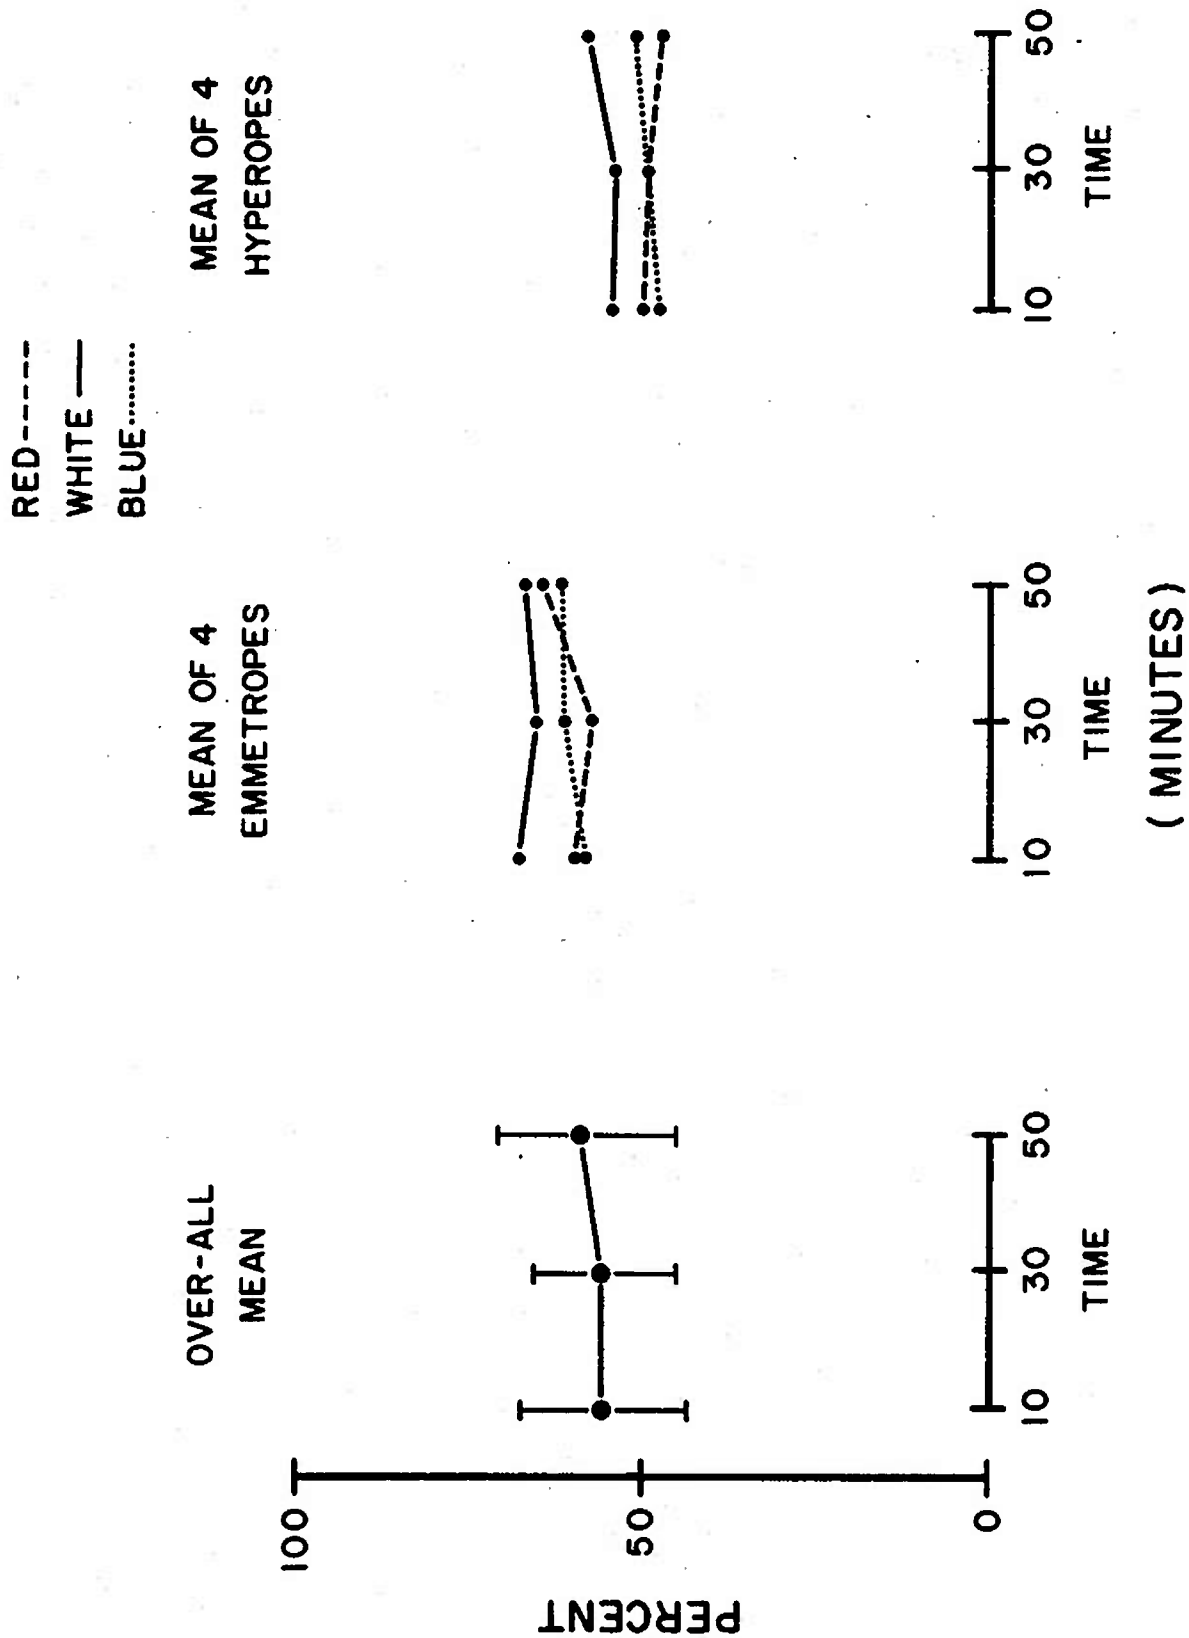 RED-----
WHITE ——
BLUE..........
OVER-ALL
MEAN
MEAN OF 4
EMMETROPES
MEAN OF 4
HYPEROPES
PERCENT
100
50
0
10 30 50
TIME
10 30 50
TIME
10 30 50
TIME
(MINUTES)